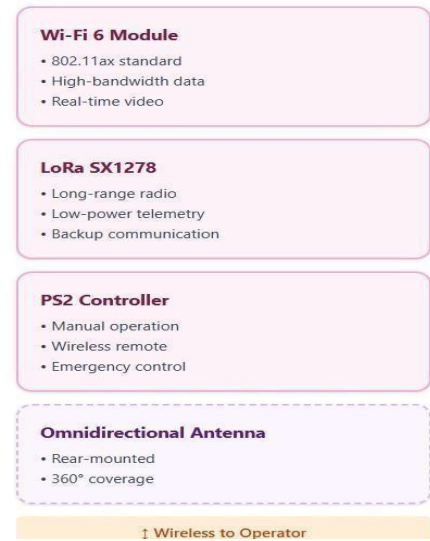 Wi-Fi 6 Module
• 802.11ax standard
• High-bandwidth data
• Real-time video
LoRa SX1278
• Long-range radio
• Low-power telemetry
• Backup communication
PS2 Controller
• Manual operation
• Wireless remote
• Emergency control
Omnidirectional Antenna
• Rear-mounted
• 360° coverage
↕ Wireless to Operator